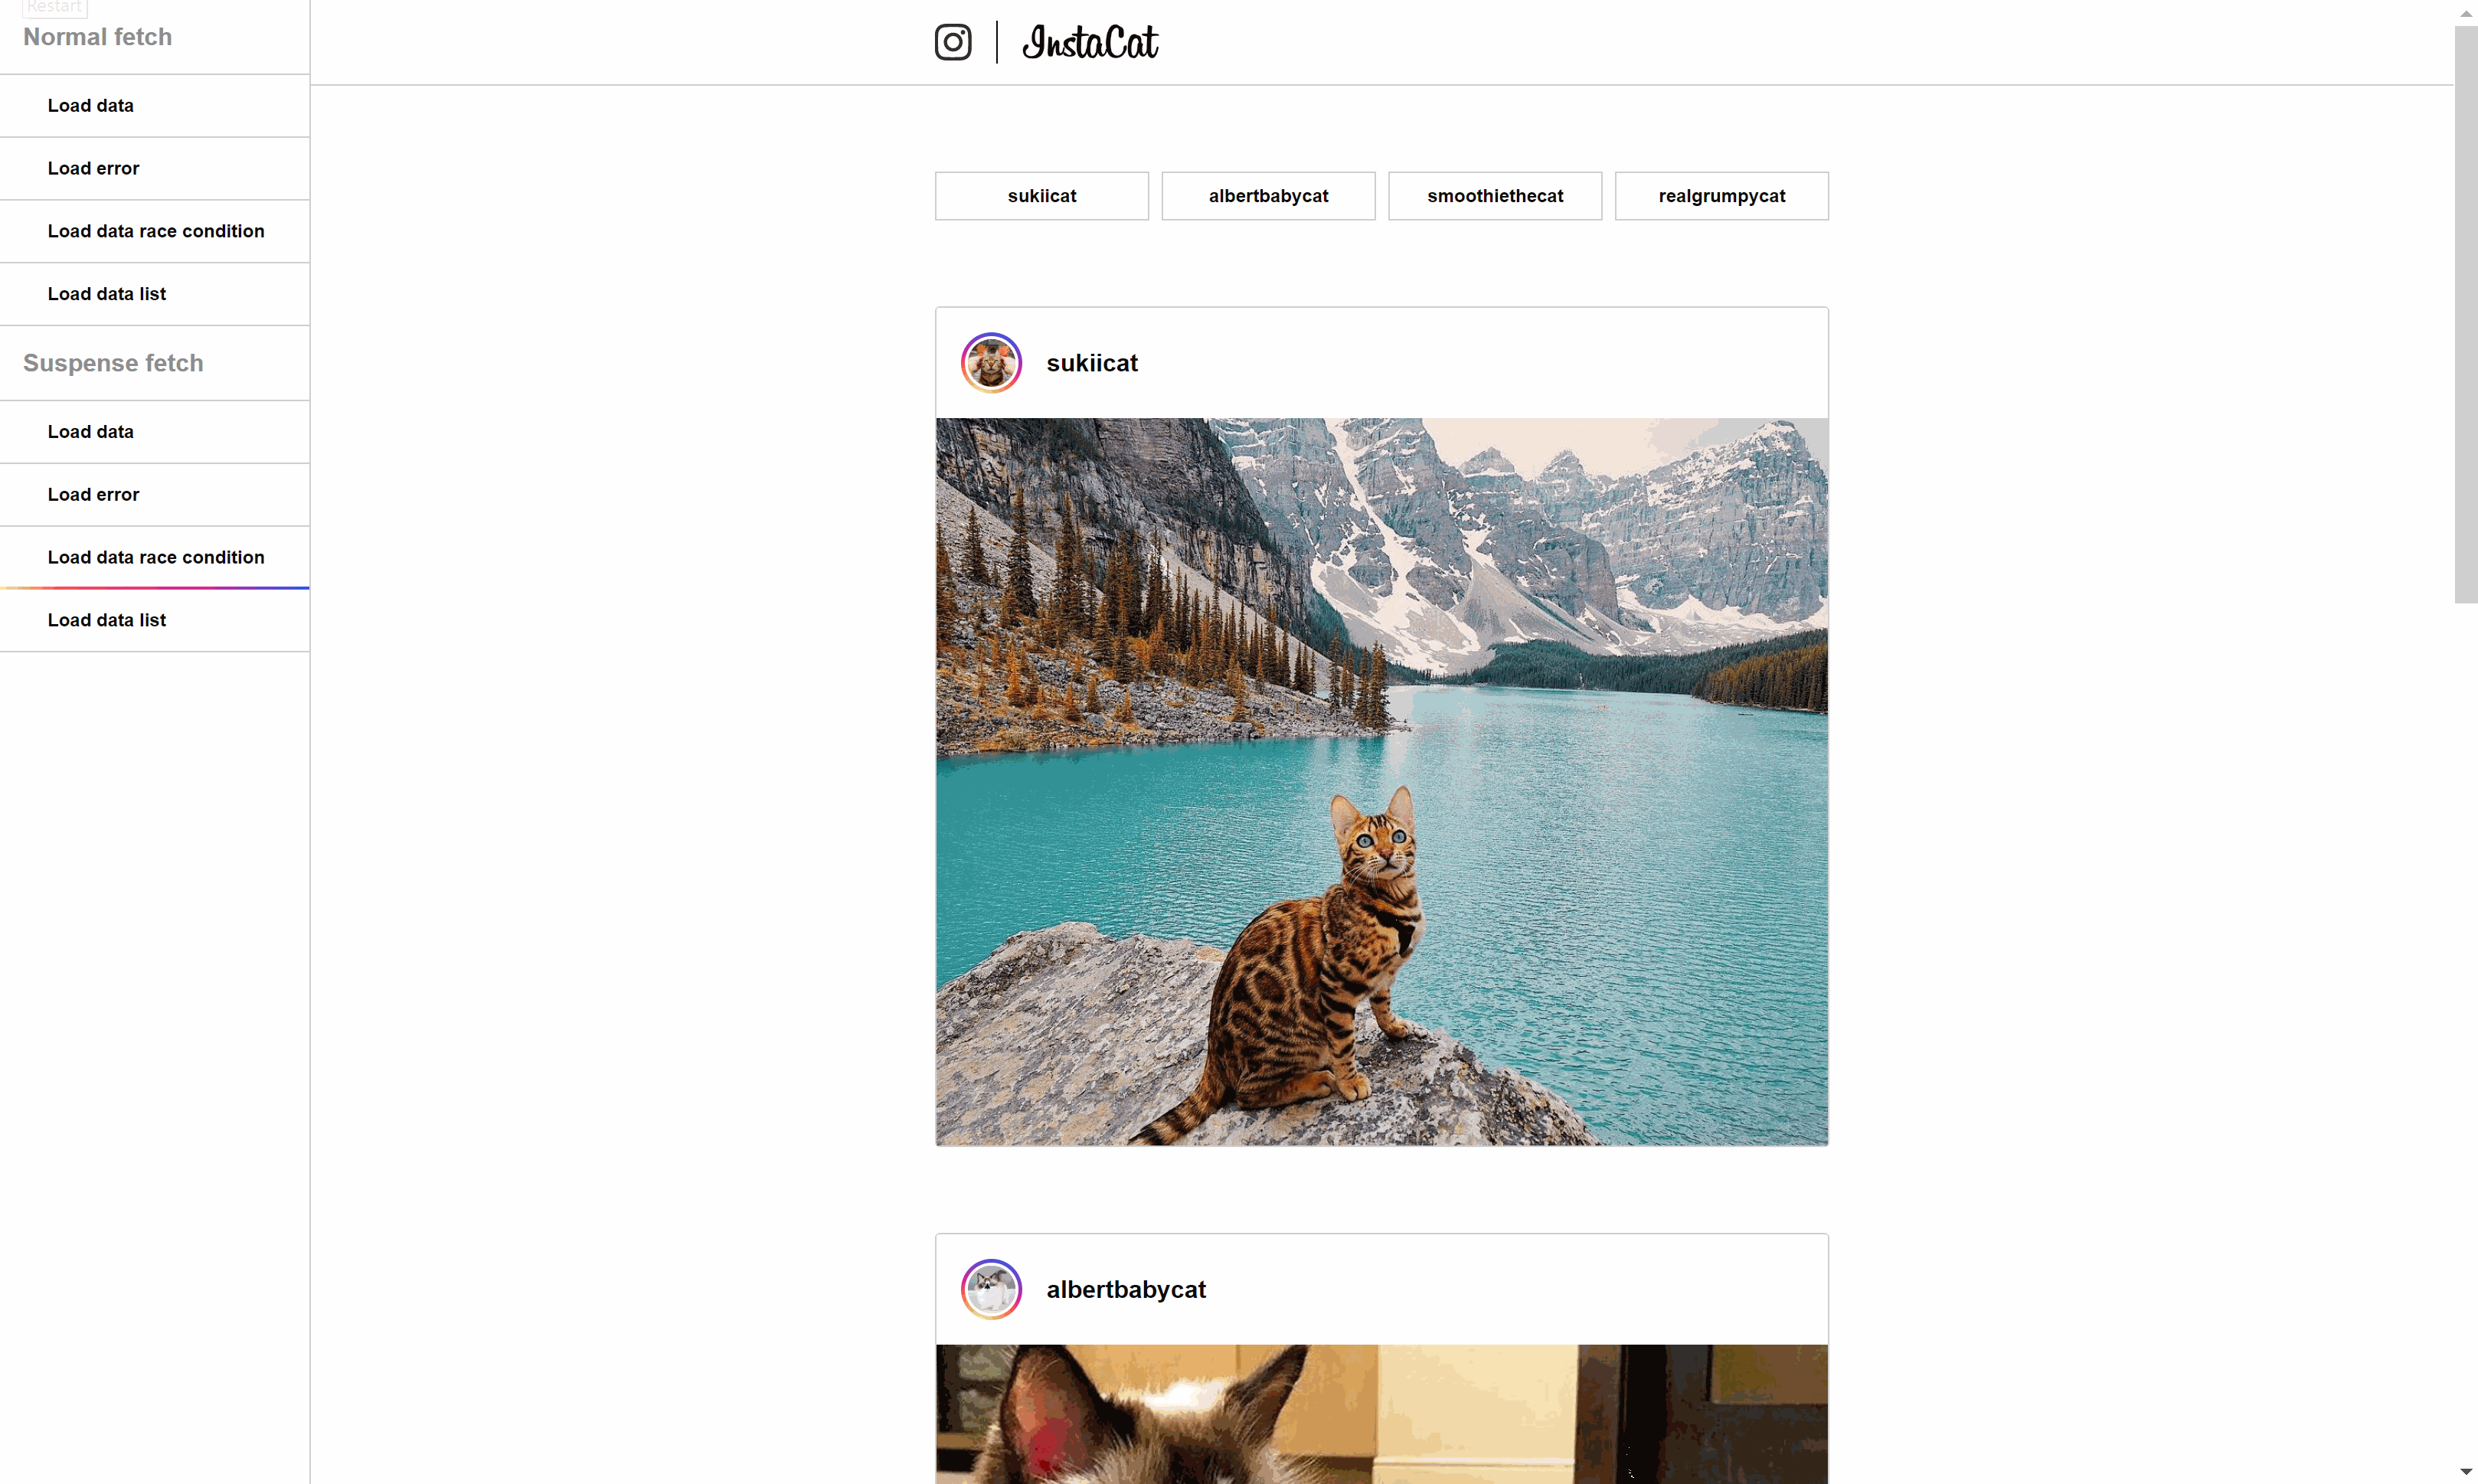 Restart
Normal fetch
Load data
Load error
Load data race condition
Load data list
Suspense fetch
Load data
Load error
Load data race condition
Load data list
InstaCat
sukiicat
albertbabycat
smoothiethecat
realgrumpycat
sukiicat
albertbabycat